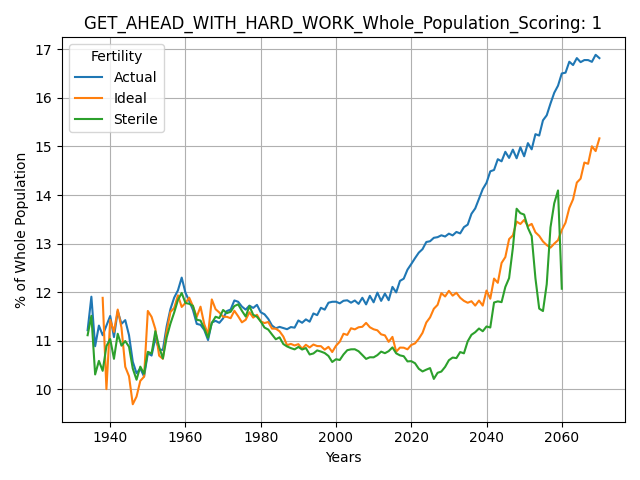 GET_AHEAD_WITH_HARD_WORK_Whole_Population_Scoring: 1
Fertility
Actual
Ideal
Sterile
% of Whole Population
17
16
15
14
13
12
11
10
1940 1960 1980 2000 2020 2040 2060
Years